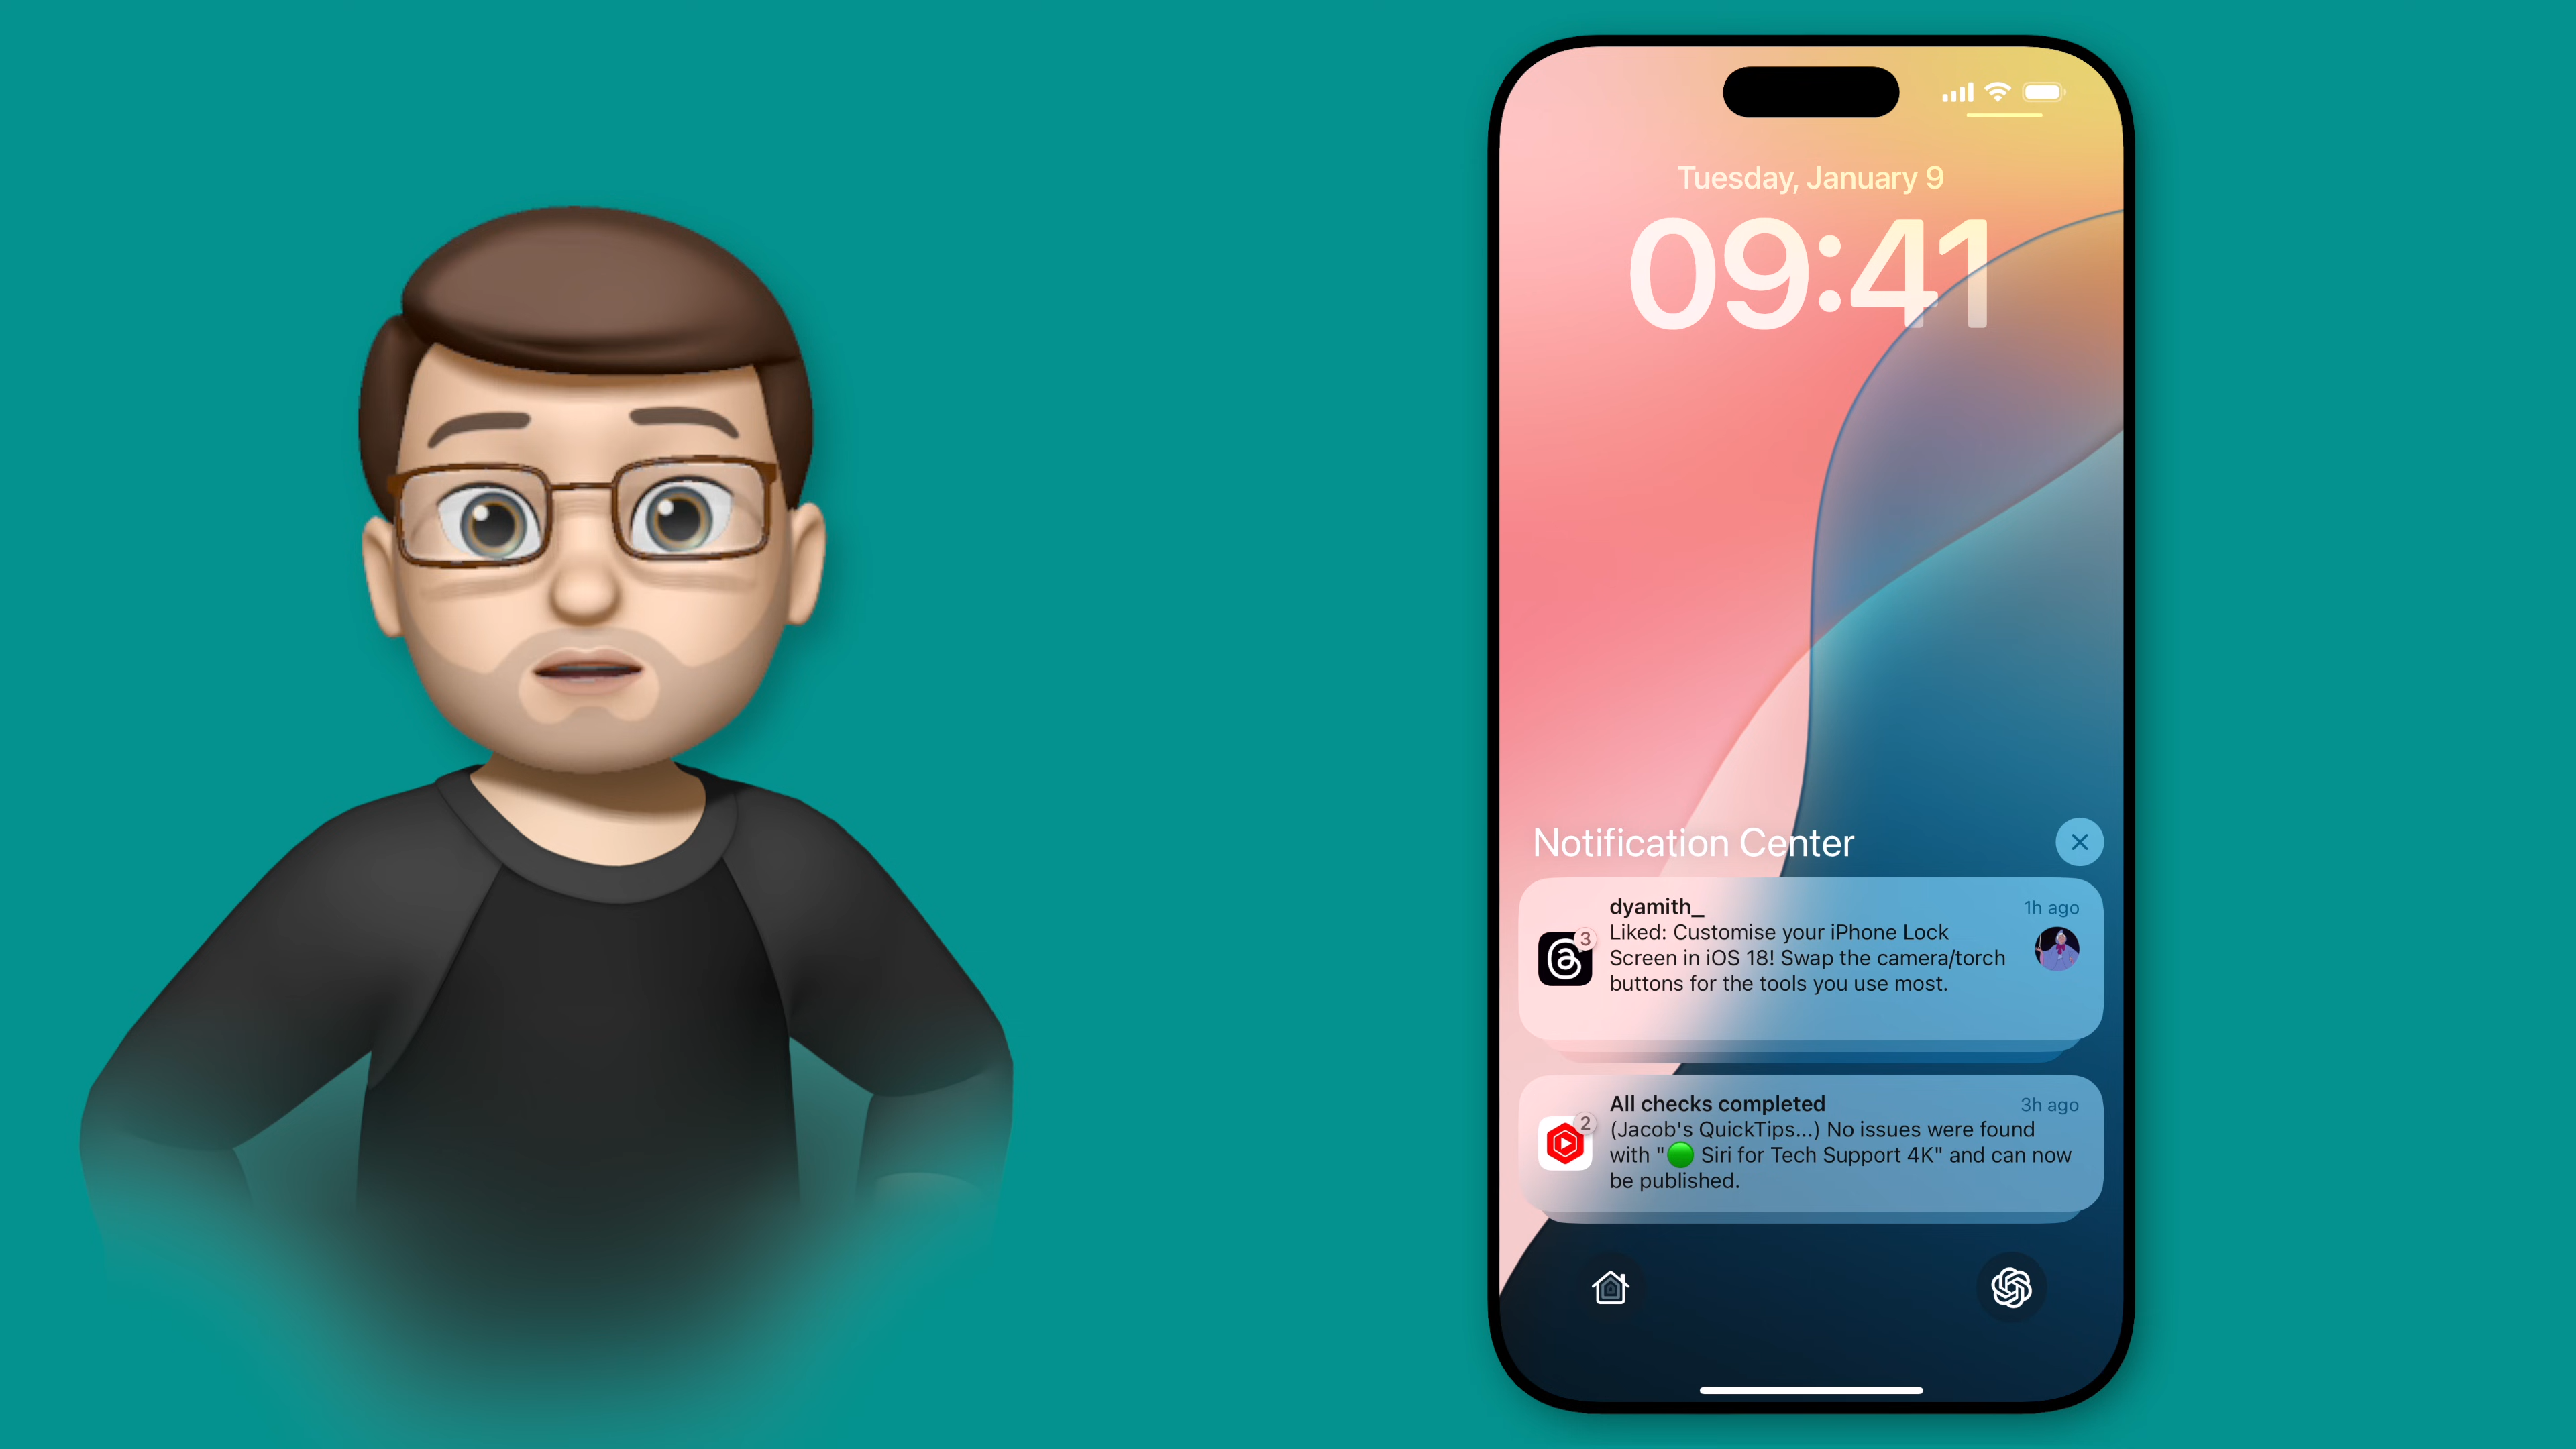 Tuesday, January 9
09:41
Notification Center
dyamith_
1h ago
3
Liked: Customise your iPhone Lock
Screen in iOS 18! Swap the camera/torch
buttons for the tools you use most.
All checks completed
3h ago
2
(Jacob's QuickTips...) No issues were found
with "🟢 Siri for Tech Support 4K" and can now
be published.